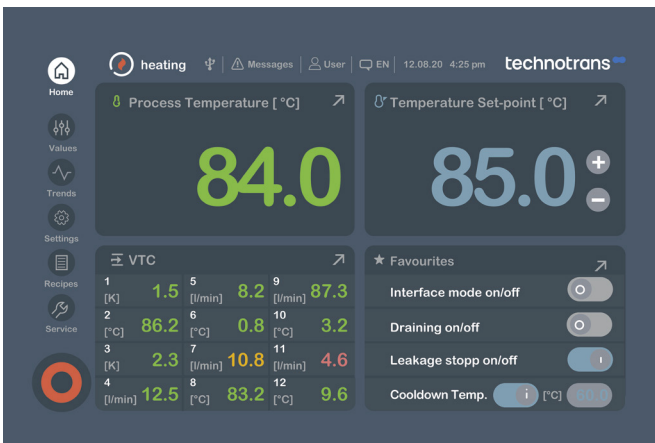 heating Messages User EN 12.08.20 4:25 pm technotrans
Home
Values
Trends
Settings
Recipes
Service
Process Temperature [ °C]
84.0
Temperature Set-point [ °C]
85.0
VTC
1 [K] 1.5 5 [l/min] 8.2 9 [l/min] 87.3
2 [°C] 86.2 6 [°C] 0.8 10 [°C] 3.2
3 [K] 2.3 7 [l/min] 10.8 11 [l/min] 4.6
4 [l/min] 12.5 8 [°C] 83.2 12 [°C] 9.6
Favourites
Interface mode on/off
Draining on/off
Leakage stopp on/off
Cooldown Temp. i [°C] 60.0